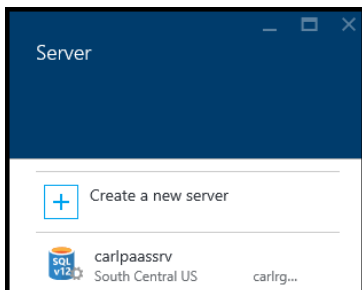 Server
Create a new server
SQL
V12
carlpaassrv
South Central US carlrg...